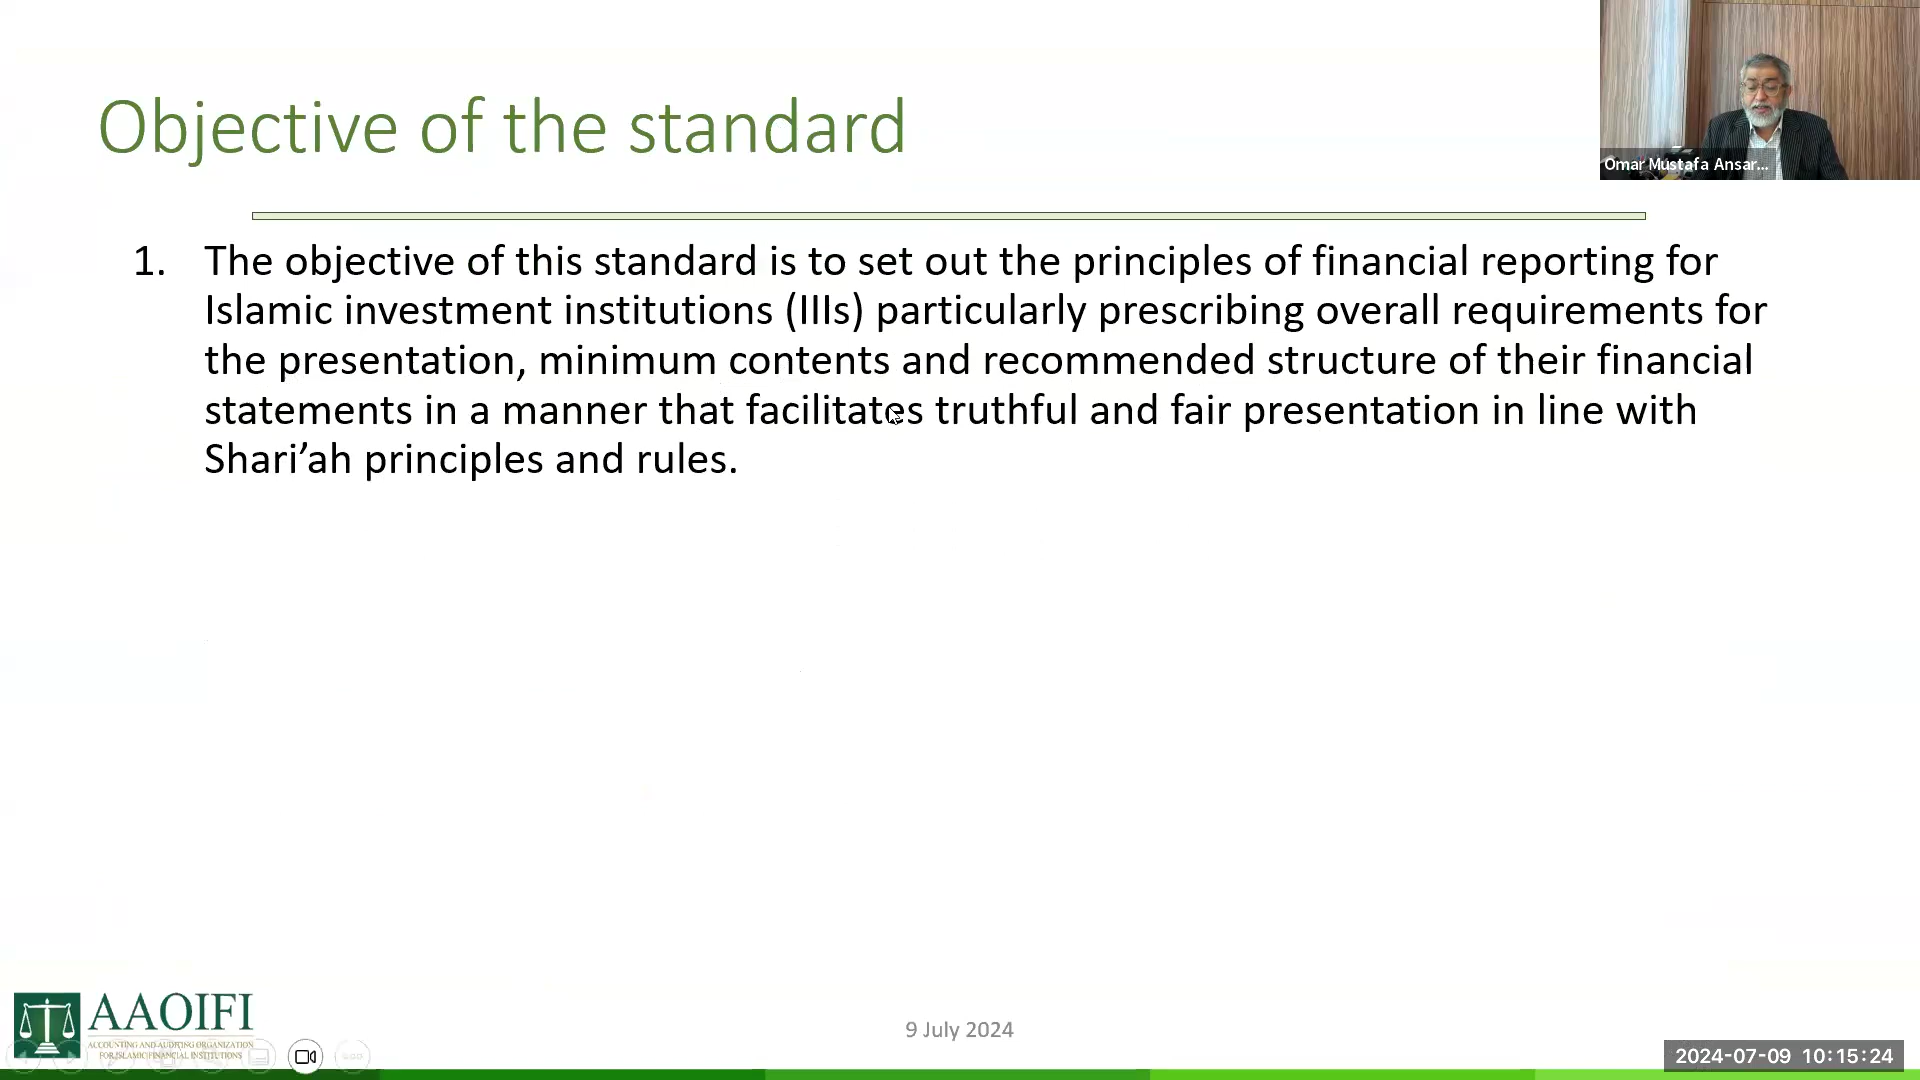 Objective of the standard
Omar Mustafa Ansar...
1. The objective of this standard is to set out the principles of financial reporting for
Islamic investment institutions (IIIs) particularly prescribing overall requirements for
the presentation, minimum contents and recommended structure of their financial
statements in a manner that facilitates truthful and fair presentation in line with
Shari’ah principles and rules.
AAOIFI
ACCOUNTING AND AUDITING ORGANIZATION
FOR ISLAMIC FINANCIAL INSTITUTIONS
9 July 2024
2024-07-09 10:15:24